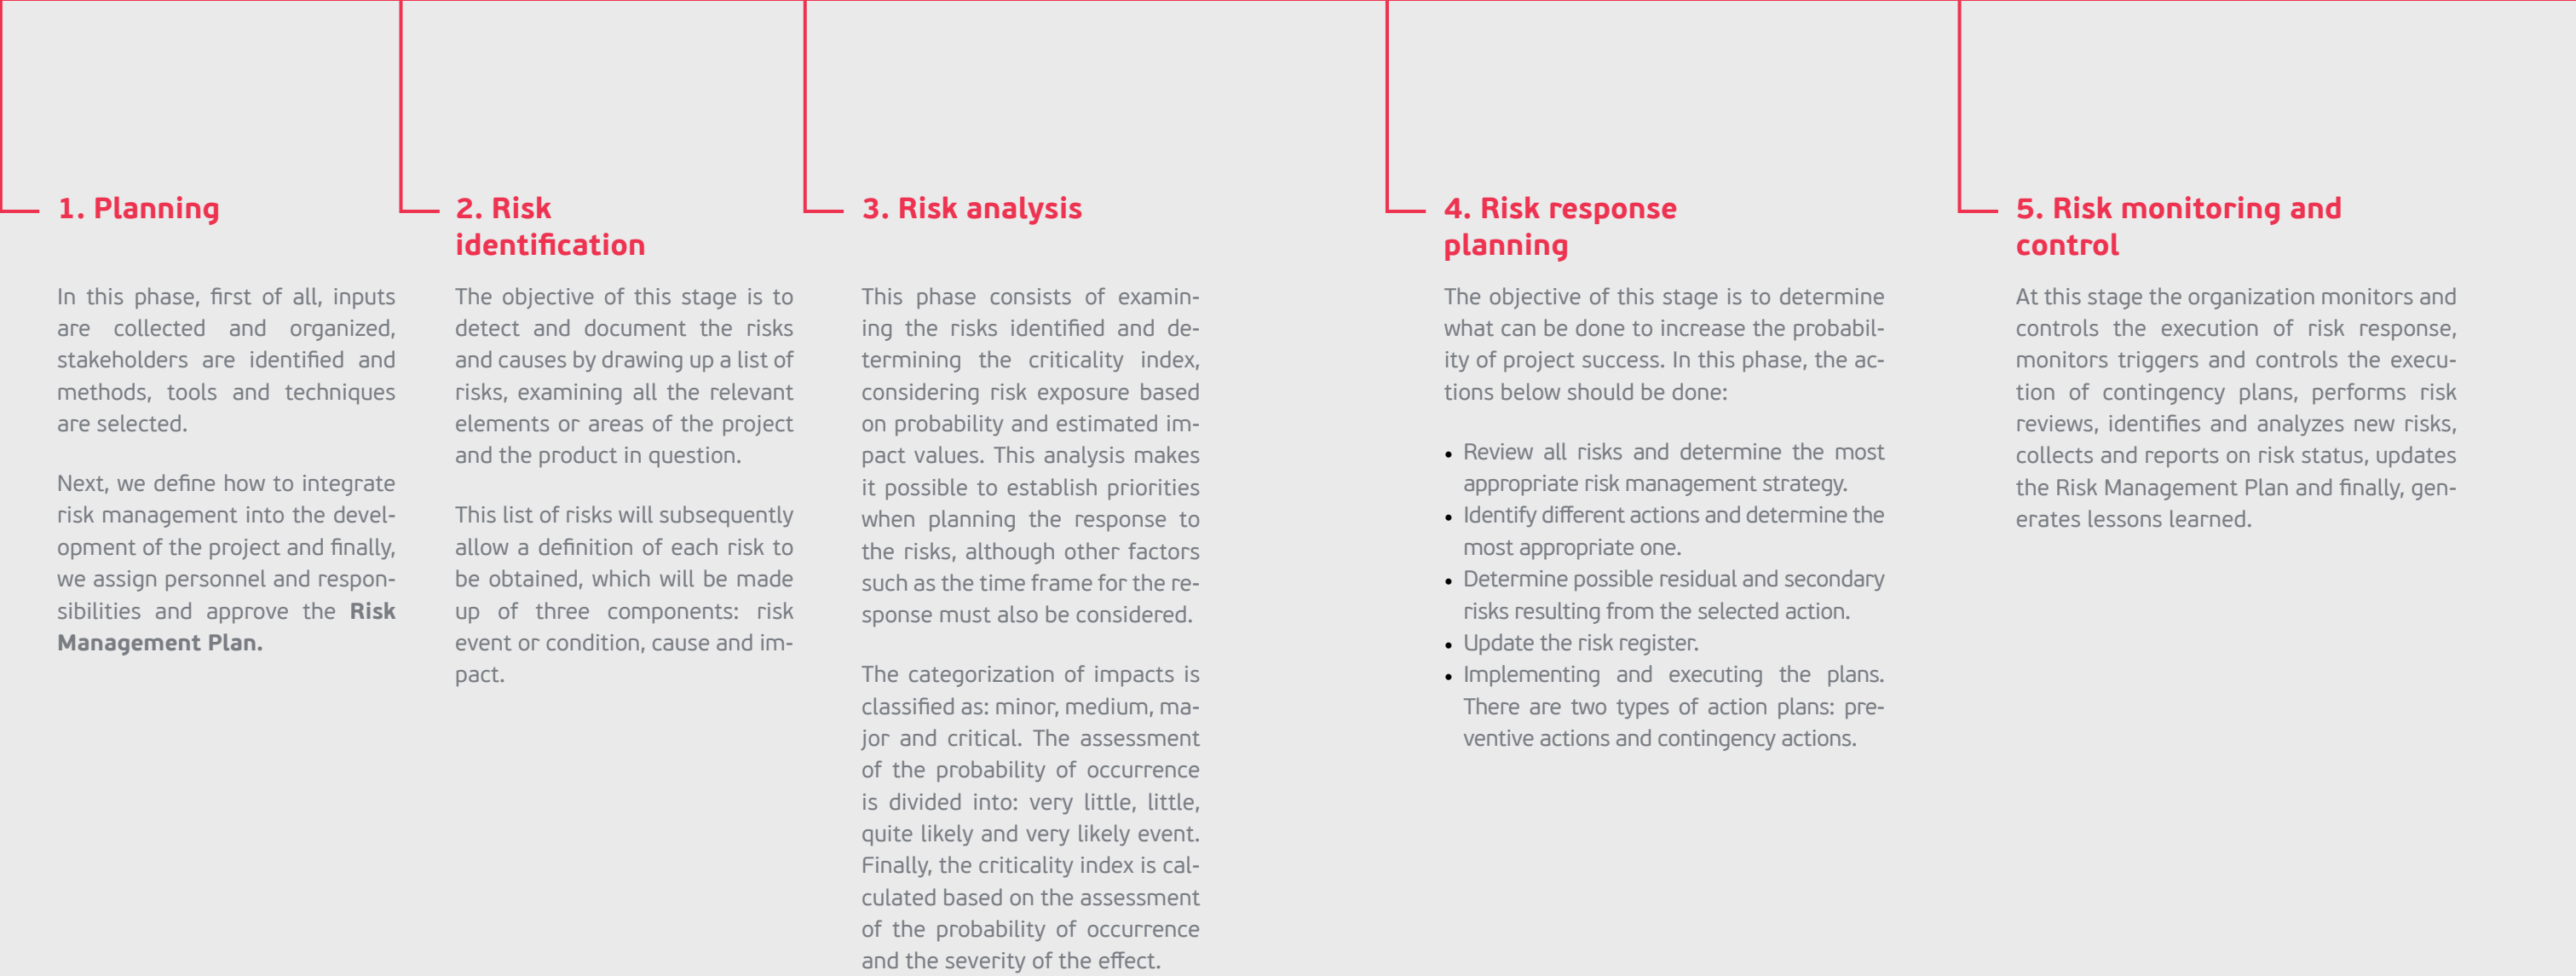 1. Planning
In this phase, first of all, inputs
are collected and organized,
stakeholders are identified and
methods, tools and techniques
are selected.
Next, we define how to integrate
risk management into the devel-
opment of the project and finally,
we assign personnel and respon-
sibilities and approve the Risk
Management Plan.
2. Risk
identification
The objective of this stage is to
detect and document the risks
and causes by drawing up a list of
risks, examining all the relevant
elements or areas of the project
and the product in question.
This list of risks will subsequently
allow a definition of each risk to
be obtained, which will be made
up of three components: risk
event or condition, cause and im-
pact.
3. Risk analysis
This phase consists of examin-
ing the risks identified and de-
termining the criticality index,
considering risk exposure based
on probability and estimated im-
pact values. This analysis makes
it possible to establish priorities
when planning the response to
the risks, although other factors
such as the time frame for the re-
sponse must also be considered.
The categorization of impacts is
classified as: minor, medium, ma-
jor and critical. The assessment
of the probability of occurrence
is divided into: very little, little,
quite likely and very likely event.
Finally, the criticality index is cal-
culated based on the assessment
of the probability of occurrence
and the severity of the effect.
4. Risk response
planning
The objective of this stage is to determine
what can be done to increase the probabil-
ity of project success. In this phase, the ac-
tions below should be done:
• Review all risks and determine the most
appropriate risk management strategy.
• Identify different actions and determine the
most appropriate one.
• Determine possible residual and secondary
risks resulting from the selected action.
• Update the risk register.
• Implementing and executing the plans.
There are two types of action plans: pre-
ventive actions and contingency actions.
5. Risk monitoring and
control
At this stage the organization monitors and
controls the execution of risk response,
monitors triggers and controls the execu-
tion of contingency plans, performs risk
reviews, identifies and analyzes new risks,
collects and reports on risk status, updates
the Risk Management Plan and finally, gen-
erates lessons learned.